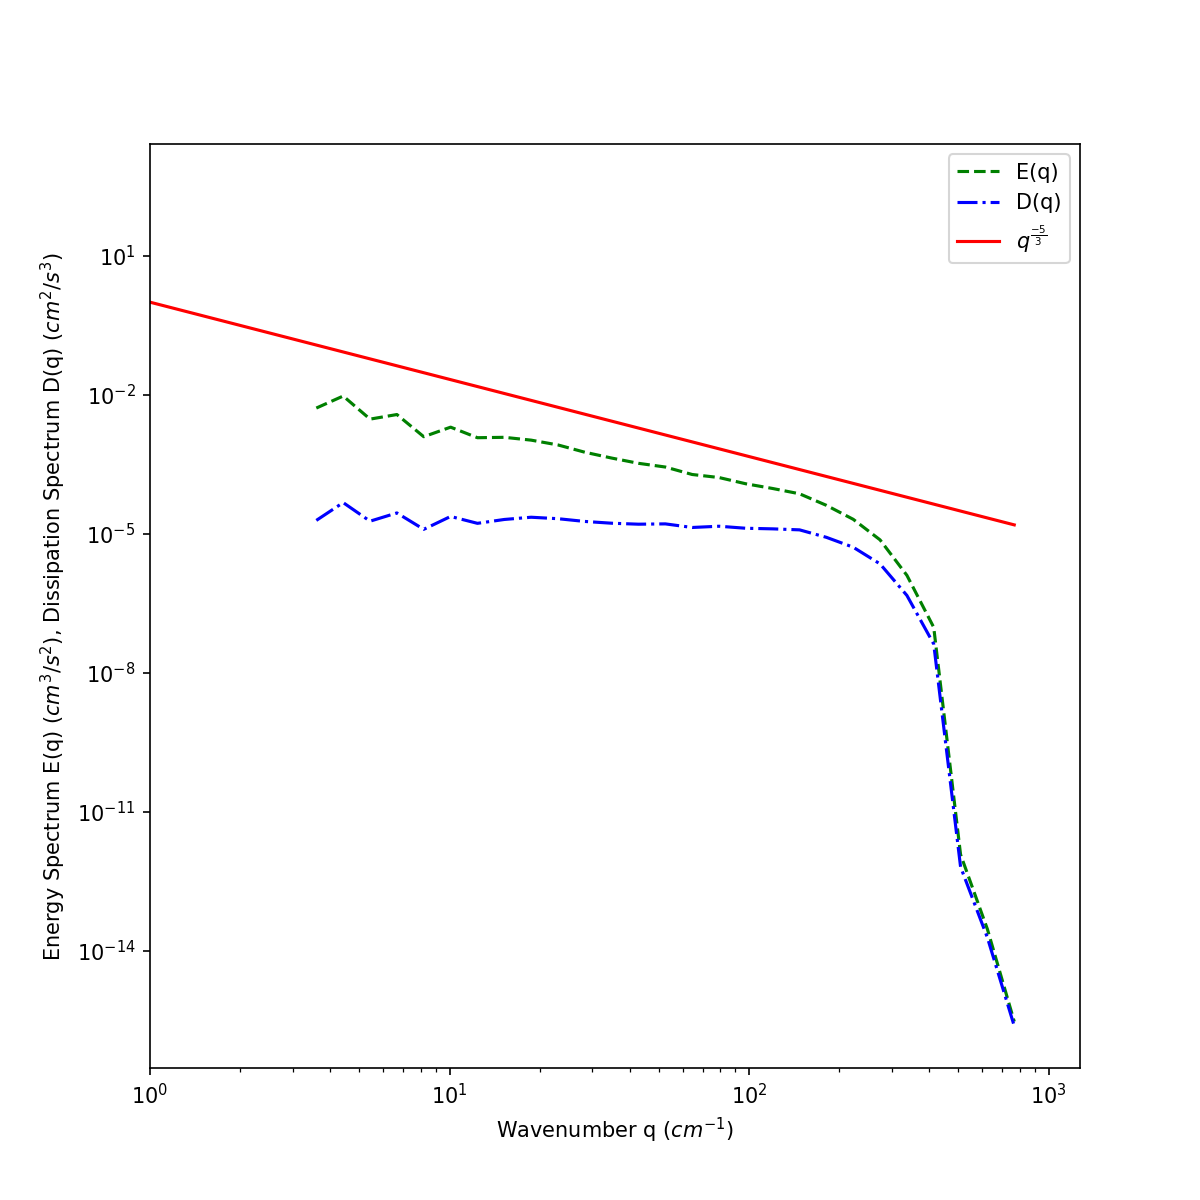 E(q)
D(q)
$q^{\frac{-5}{3}}$
Energy Spectrum E(q) ($cm^3/s^2$), Dissipation Spectrum D(q) ($cm^2/s^3$)
$10^1$
$10^{-2}$
$10^{-5}$
$10^{-8}$
$10^{-11}$
$10^{-14}$
$10^0$ $10^1$ $10^2$ $10^3$
Wavenumber q ($cm^{-1}$)